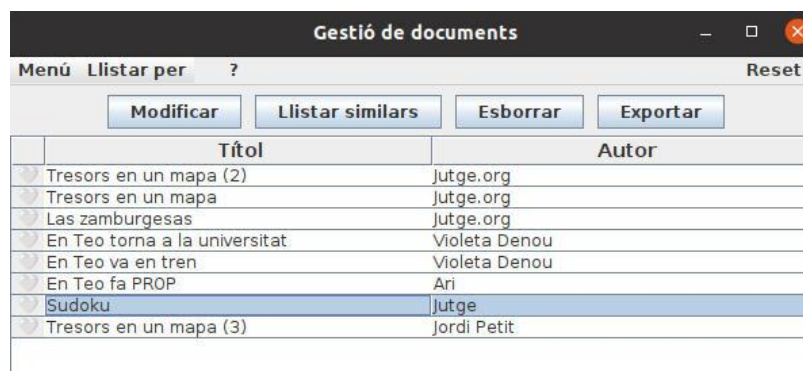 Gestió de documents
Menú Llistar per ? Reset
Modificar Llistar similars Esborrar Exportar
Títol Autor
Tresors en un mapa (2) Jutge.org
Tresors en un mapa Jutge.org
Las zamburgesas Jutge.org
En Teo torna a la universitat Violeta Denou
En Teo va en tren Violeta Denou
En Teo fa PROP Ari
Sudoku Jutge
Tresors en un mapa (3) Jordi Petit